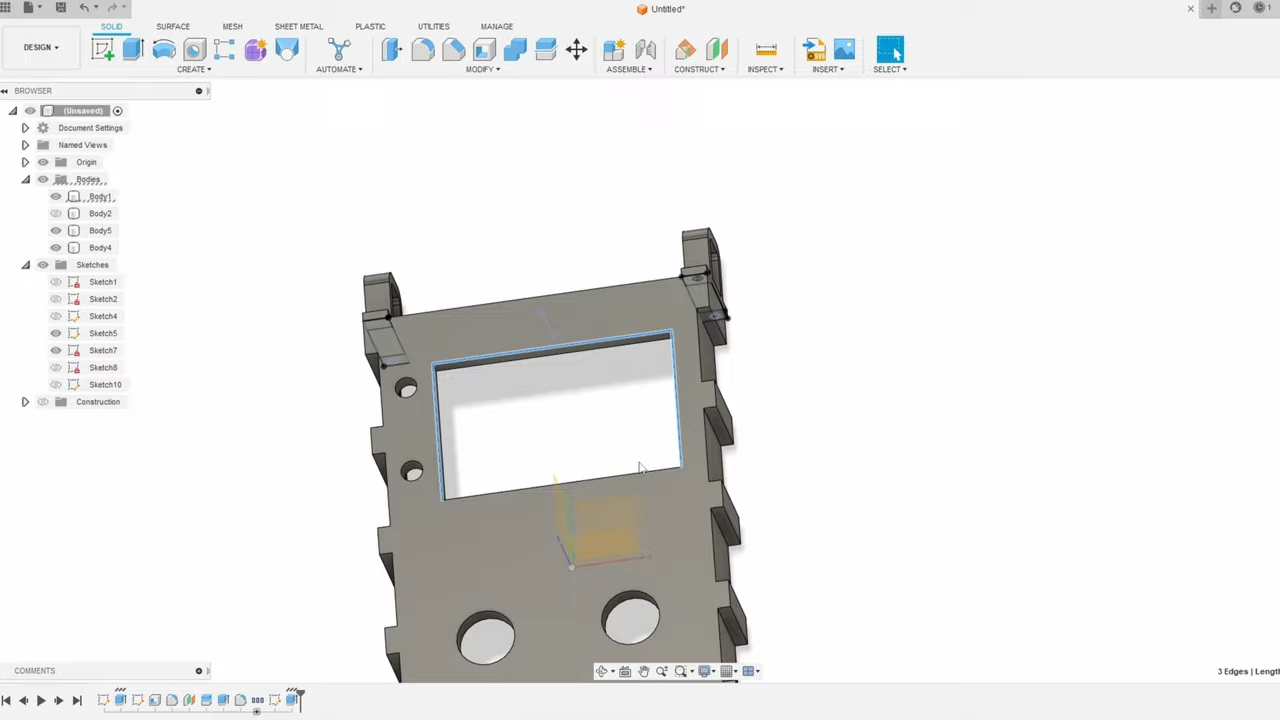 Untitled*
1
DESIGN
SOLID
SURFACE
MESH
SHEET METAL
PLASTIC
UTILITIES
MANAGE
CREATE
AUTOMATE
MODIFY
ASSEMBLE
CONSTRUCT
INSPECT
INSERT
SELECT
BROWSER
(Unsaved)
Document Settings
Named Views
Origin
Bodies
Body1
Body2
Body5
Body4
Sketches
Sketch1
Sketch2
Sketch4
Sketch5
Sketch7
Sketch8
Sketch10
Construction
COMMENTS
3 Edges | Length